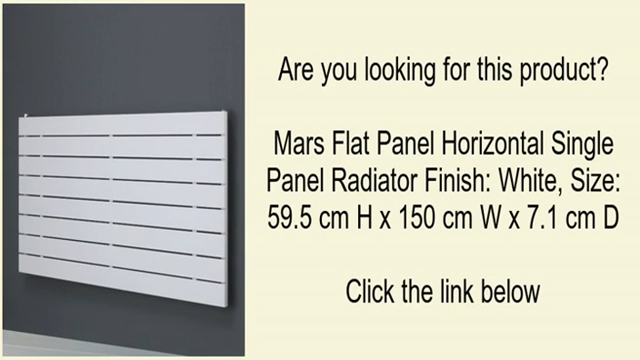 Are you looking for this product?
Mars Flat Panel Horizontal Single
Panel Radiator Finish: White, Size:
59.5 cm H x 150 cm W x 7.1 cm D
Click the link below